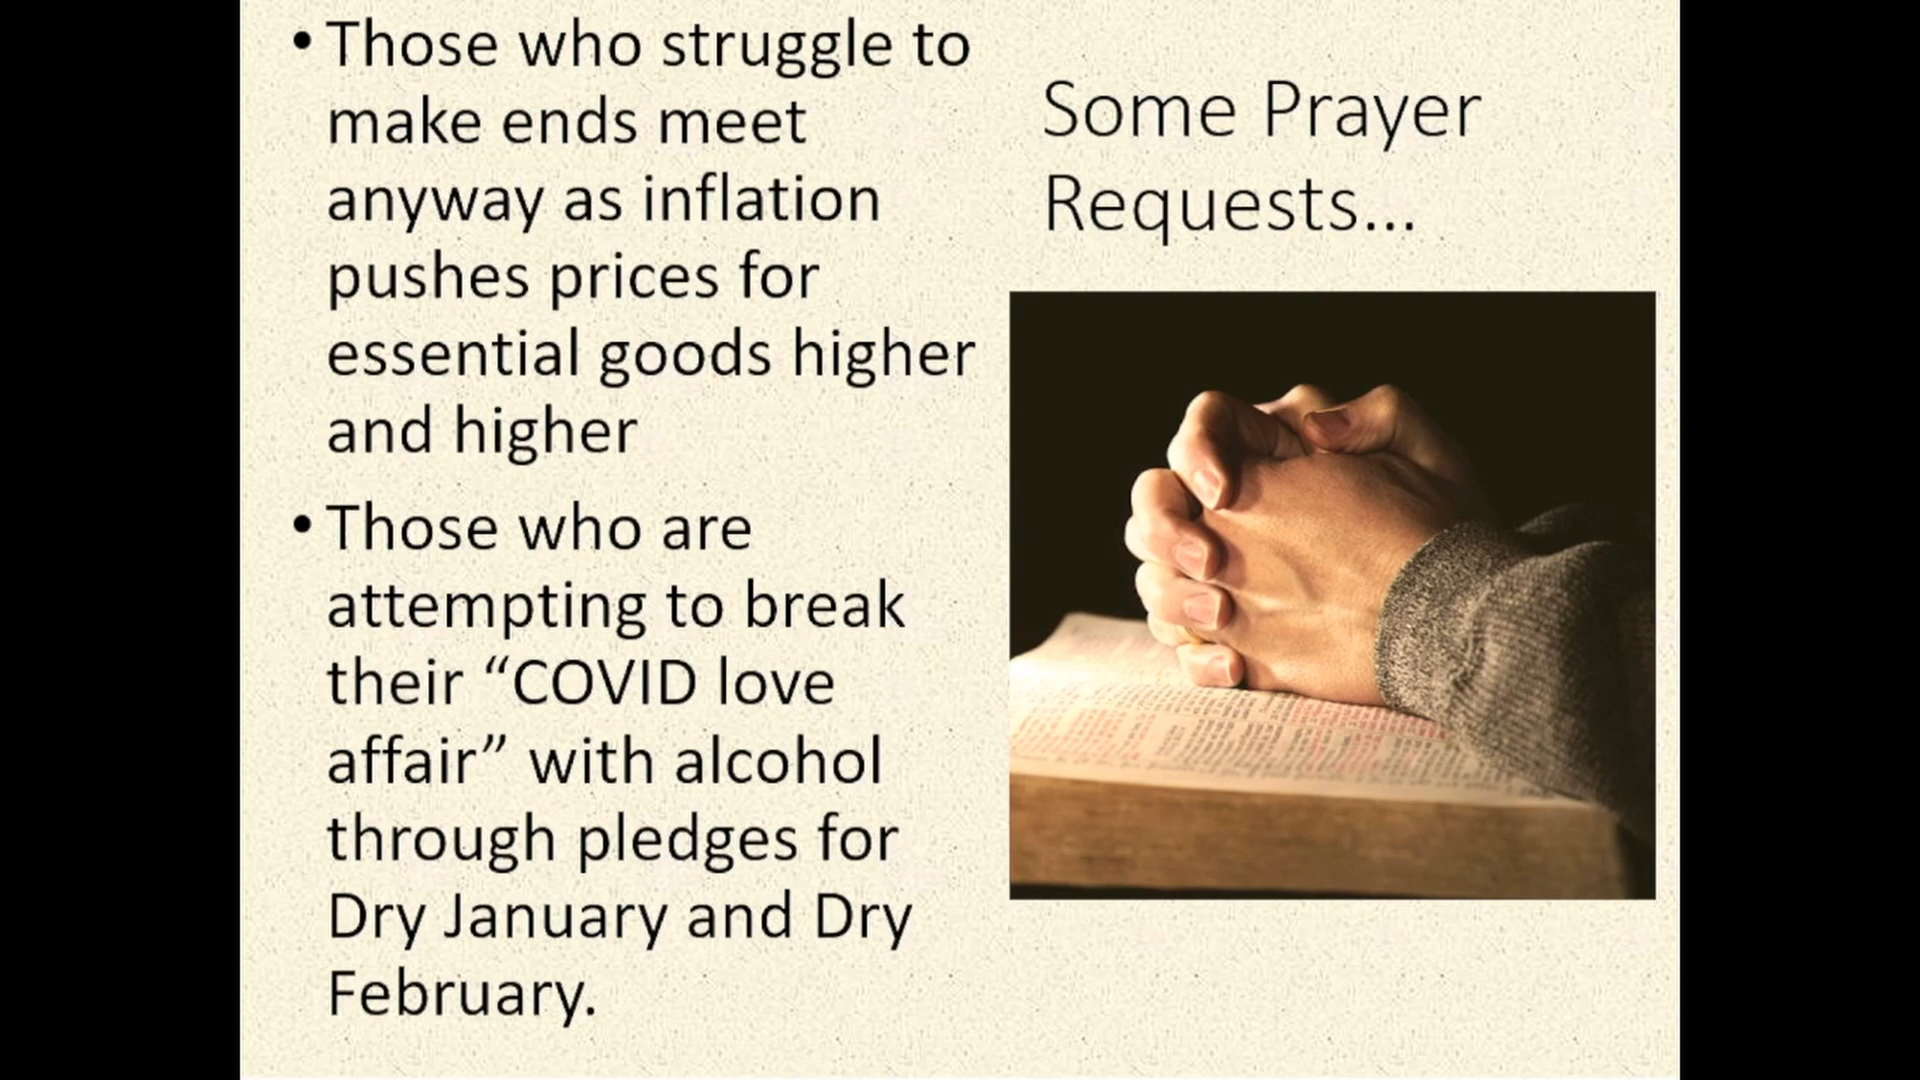 • Those who struggle to
make ends meet
anyway as inflation
pushes prices for
essential goods higher
and higher
• Those who are
attempting to break
their “COVID love
affair” with alcohol
through pledges for
Dry January and Dry
February.
Some Prayer
Requests...